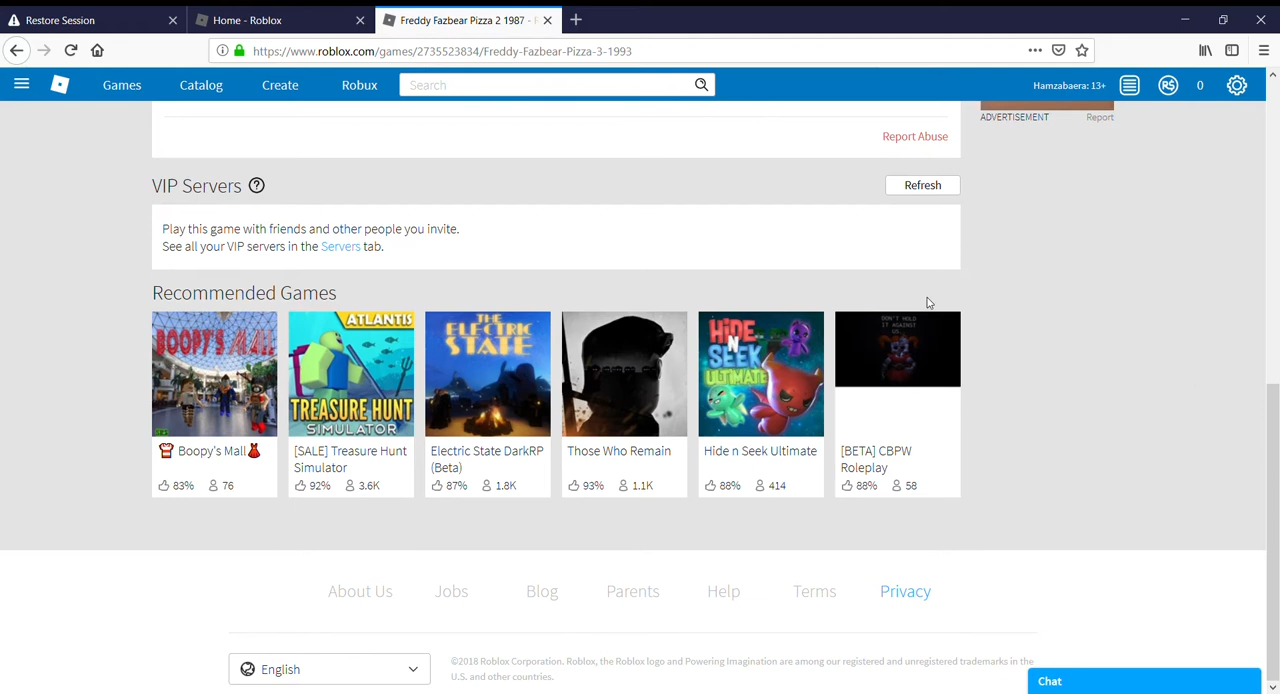 Restore Session
Home - Roblox
Freddy Fazbear Pizza 2 1987 -
https://www.roblox.com/games/2735523834/Freddy-Fazbear-Pizza-3-1993
Games
Catalog
Create
Robux
Search
Hamzabaera: 13+
R$
0
ADVERTISEMENT
Report
Report Abuse
VIP Servers
Refresh
Play this game with friends and other people you invite.
See all your VIP servers in the Servers tab.
Recommended Games
BOOPY'S MALL
ATLANTIS
TREASURE HUNT
SIMULATOR
THE
ELECTRIC
STATE
HIDE
N
SEEK
ULTIMATE
DON'T HOLD
IT AGAINST
US...
Boopy's Mall
83% 76
[SALE] Treasure Hunt
Simulator
92% 3.6K
Electric State DarkRP
(Beta)
87% 1.8K
Those Who Remain
93% 1.1K
Hide n Seek Ultimate
88% 414
[BETA] CBPW
Roleplay
88% 58
About Us
Jobs
Blog
Parents
Help
Terms
Privacy
English
©2018 Roblox Corporation. Roblox, the Roblox logo and Powering Imagination are among our registered and unregistered trademarks in the
U.S. and other countries.
Chat